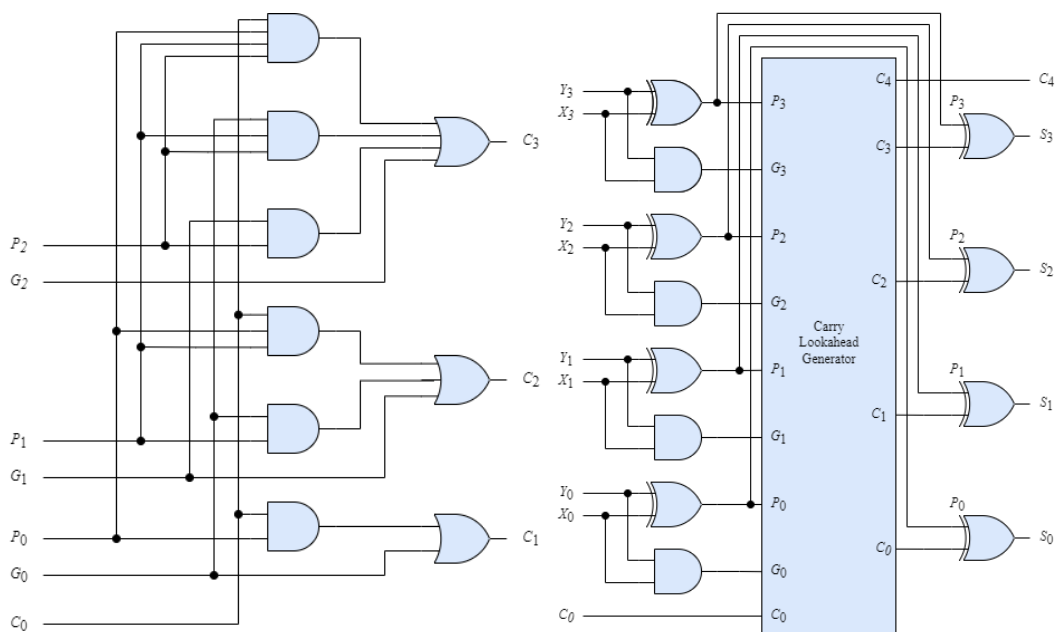 C3
P2
G2
C2
P1
G1
P0
C1
G0
C0
Y3
X3
Y2
X2
Y1
X1
Y0
X0
C0
P3
G3
P2
G2
P1
G1
P0
G0
C0
Carry
Lookahead
Generator
C4
C3
C2
C1
C0
P3
P2
P1
P0
C4
S3
S2
S1
S0